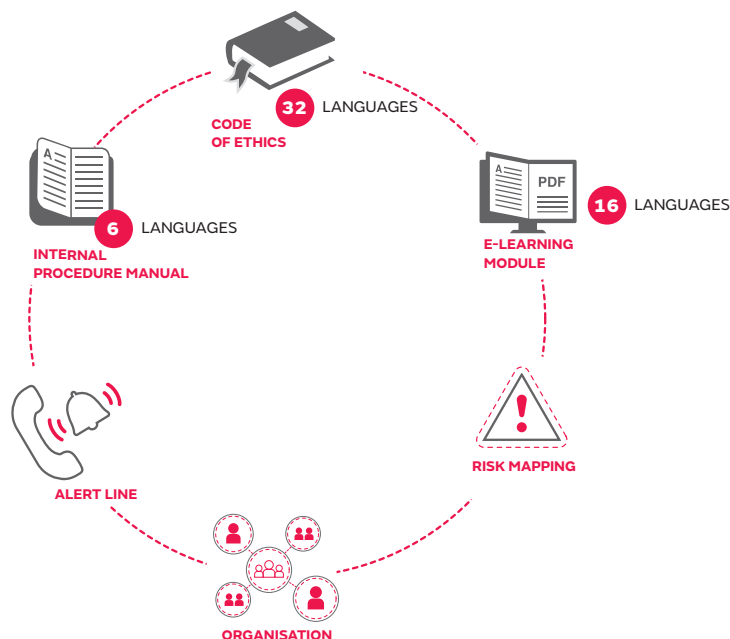 32 LANGUAGES
CODE
OF ETHICS
A
PDF
16 LANGUAGES
E-LEARNING
MODULE
A
6 LANGUAGES
INTERNAL
PROCEDURE MANUAL
RISK MAPPING
ALERT LINE
ORGANISATION